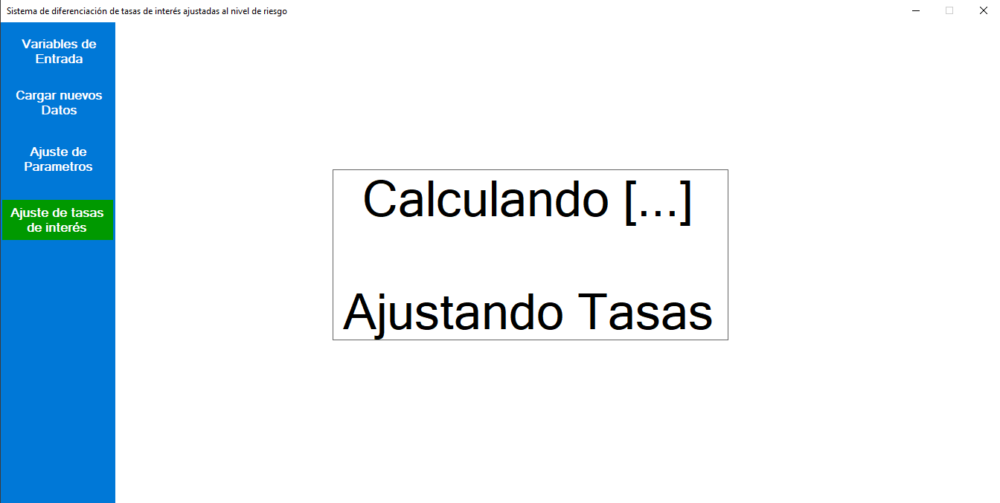 Sistema de diferenciación de tasas de interés ajustadas al nivel de riesgo
Variables de
Entrada
Cargar nuevos
Datos
Ajuste de
Parametros
Ajuste de tasas
de interés
Calculando [...]
Ajustando Tasas